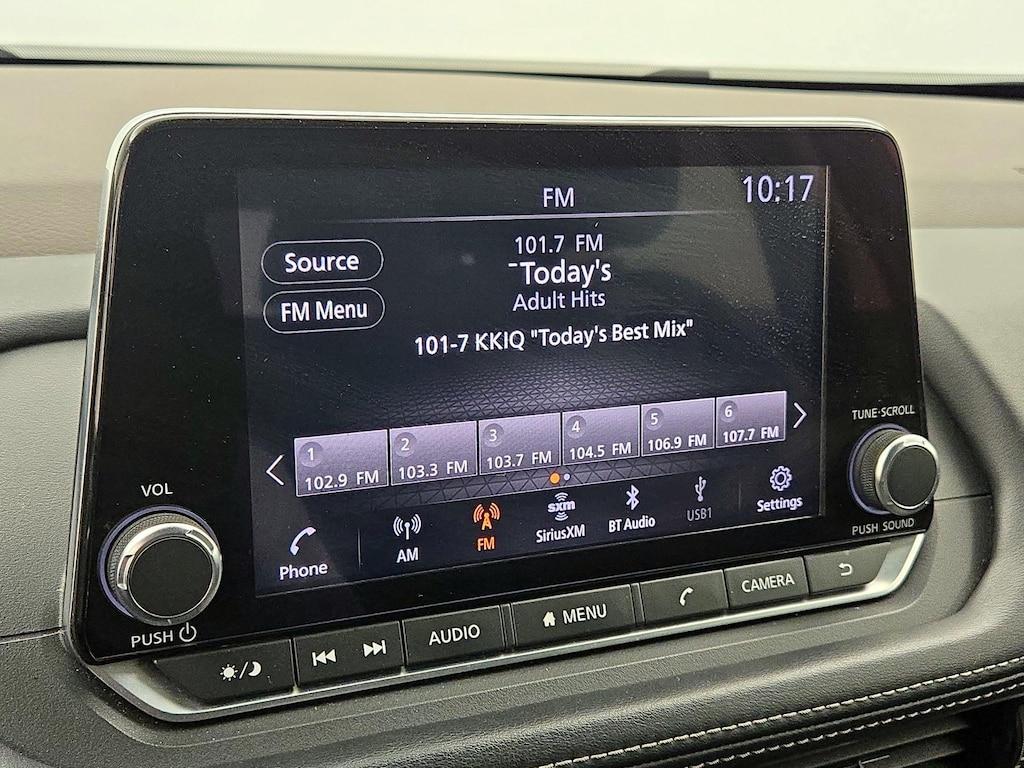 FM
10:17
Source
FM Menu
101.7 FM
Today's
Adult Hits
101-7 KKIQ "Today's Best Mix"
1
102.9 FM
2
103.3 FM
3
103.7 FM
4
104.5 FM
5
106.9 FM
6
107.7 FM
Phone
AM
FM
sxm
SiriusXM
BT Audio
USB1
Settings
VOL
PUSH
TUNE·SCROLL
PUSH SOUND
AUDIO
MENU
CAMERA